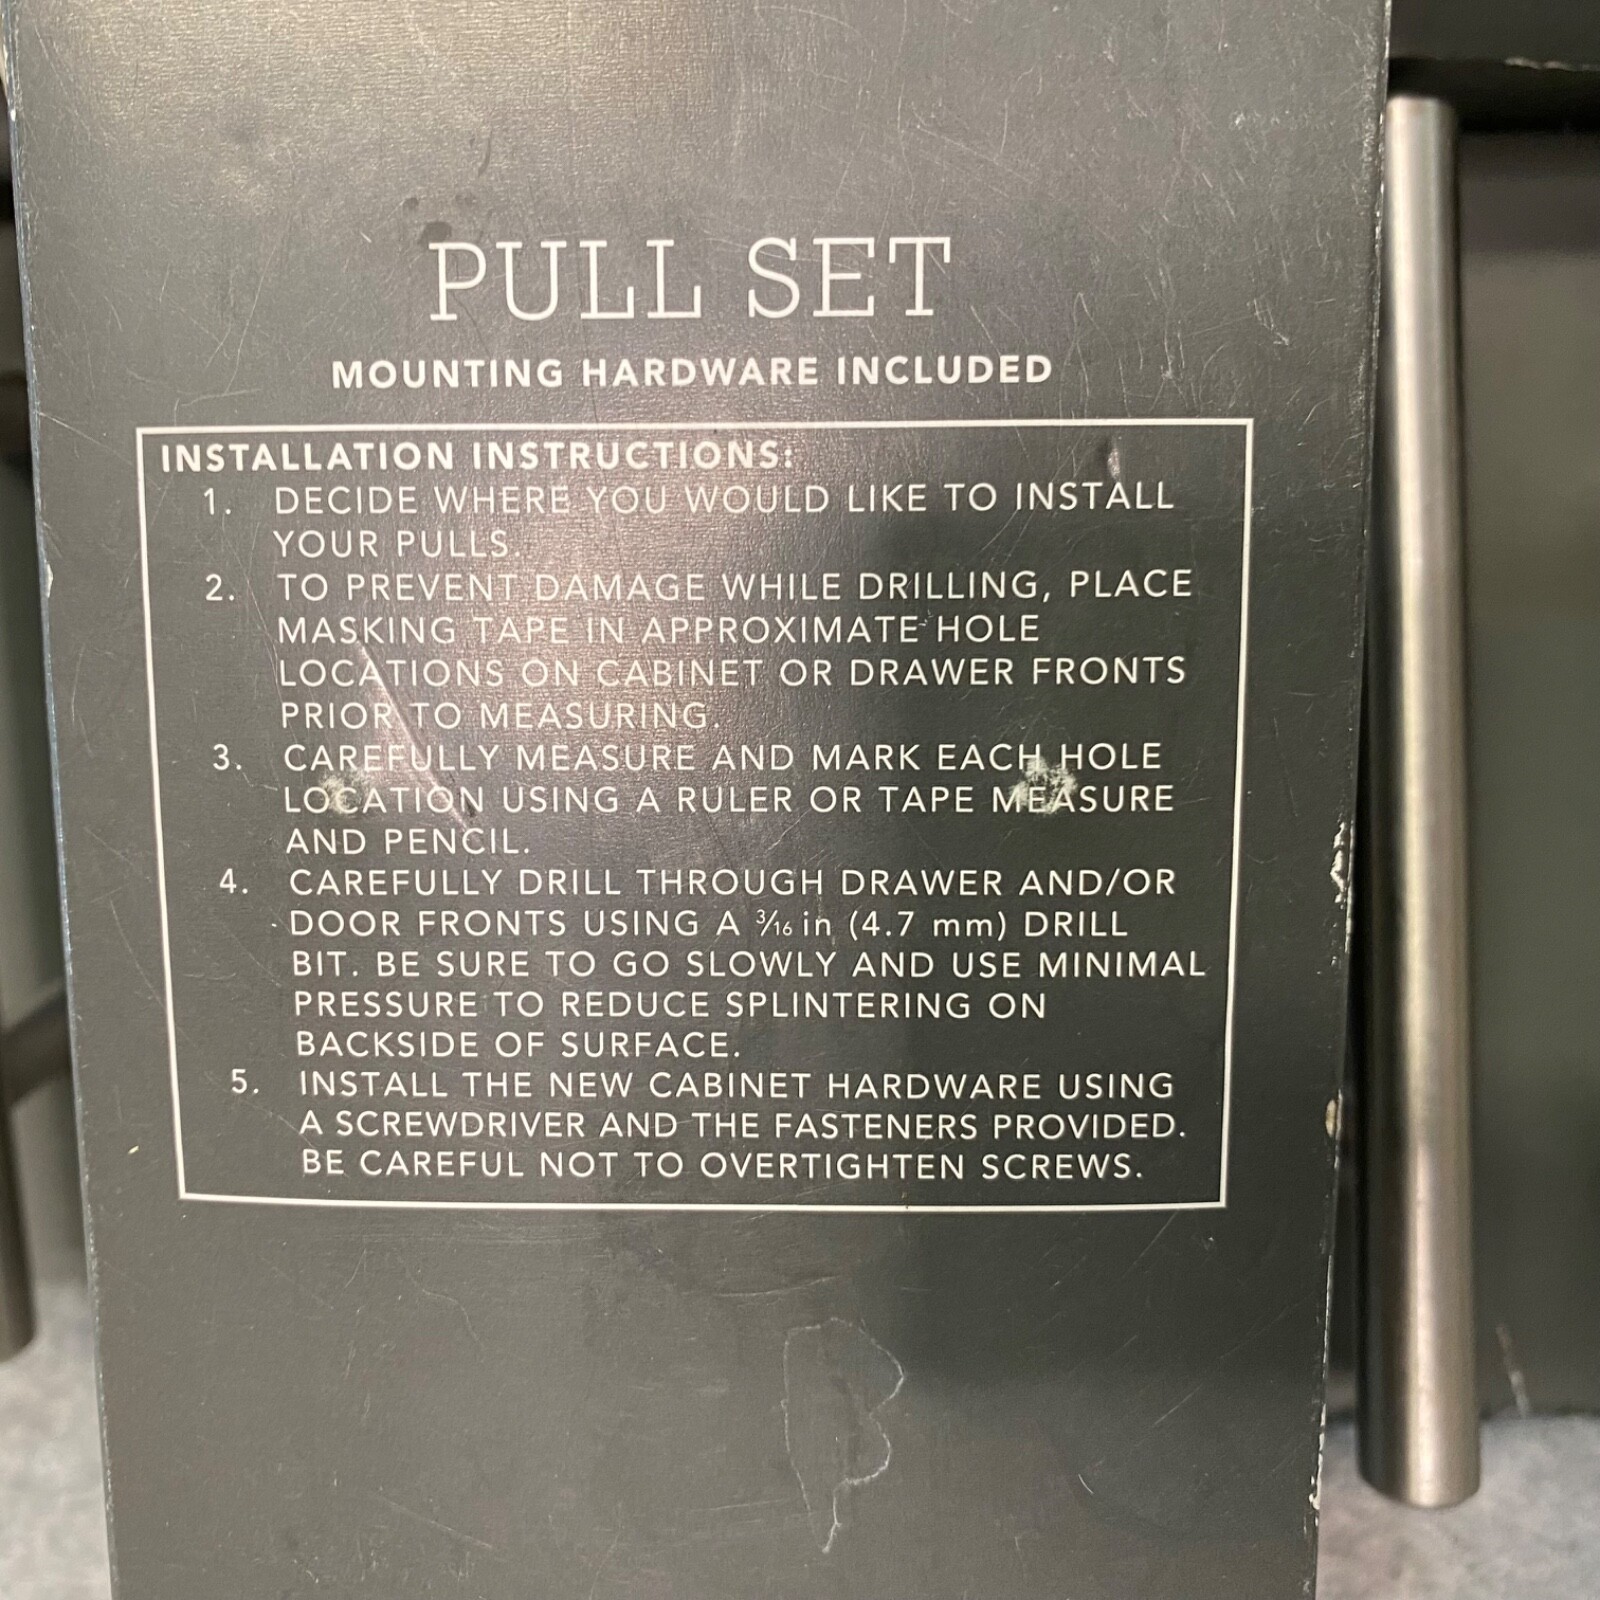 PULL SET
MOUNTING HARDWARE INCLUDED
INSTALLATION INSTRUCTIONS:
1. DECIDE WHERE YOU WOULD LIKE TO INSTALL
YOUR PULLS.
2. TO PREVENT DAMAGE WHILE DRILLING, PLACE
MASKING TAPE IN APPROXIMATE HOLE
LOCATIONS ON CABINET OR DRAWER FRONTS
PRIOR TO MEASURING.
3. CAREFULLY MEASURE AND MARK EACH HOLE
LOCATION USING A RULER OR TAPE MEASURE
AND PENCIL.
4. CAREFULLY DRILL THROUGH DRAWER AND/OR
DOOR FRONTS USING A 3/16 in (4.7 mm) DRILL
BIT. BE SURE TO GO SLOWLY AND USE MINIMAL
PRESSURE TO REDUCE SPLINTERING ON
BACKSIDE OF SURFACE.
5. INSTALL THE NEW CABINET HARDWARE USING
A SCREWDRIVER AND THE FASTENERS PROVIDED.
BE CAREFUL NOT TO OVERTIGHTEN SCREWS.